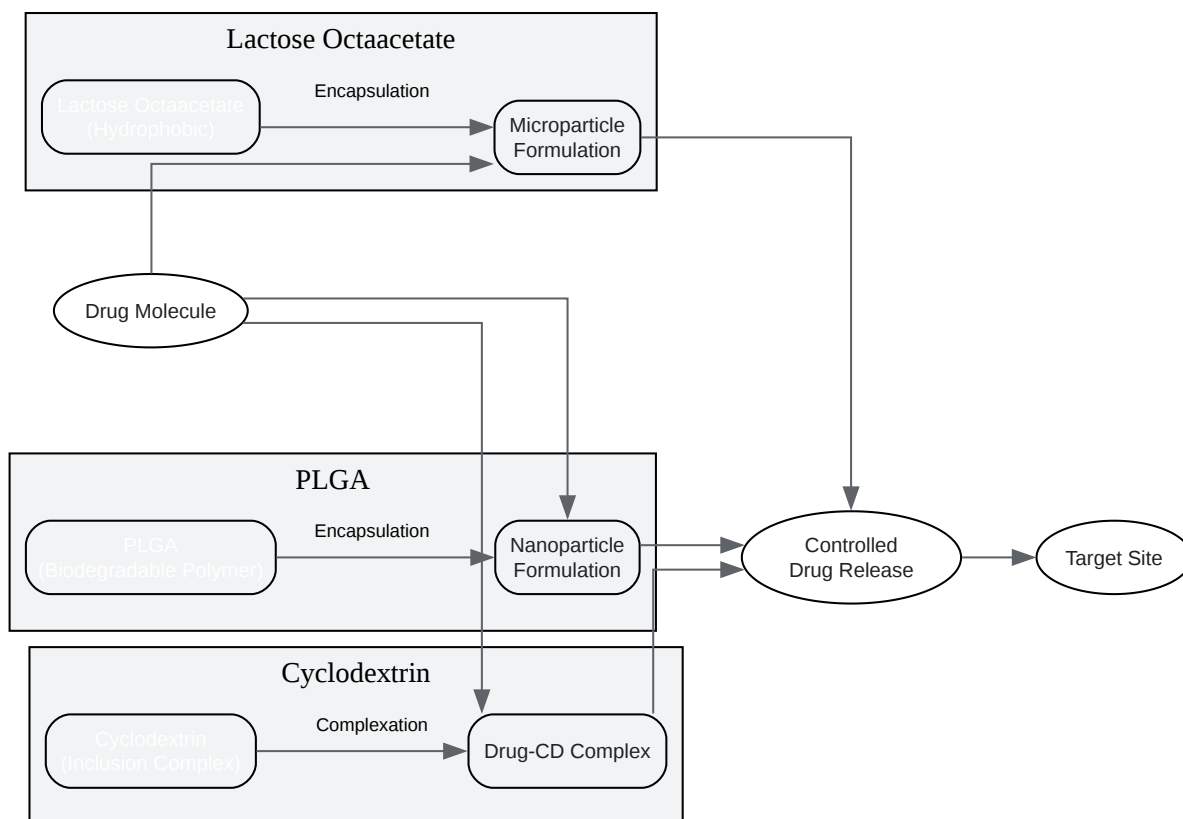 Lactose Octaacetate
Lactose Octaacetate
(Hydrophobic)
Encapsulation
Microparticle
Formulation
Drug Molecule
PLGA
PLGA
(Biodegradable Polymer)
Encapsulation
Nanoparticle
Formulation
Controlled
Drug Release
Target Site
Cyclodextrin
Cyclodextrin
(Inclusion Complex)
Complexation
Drug-CD Complex